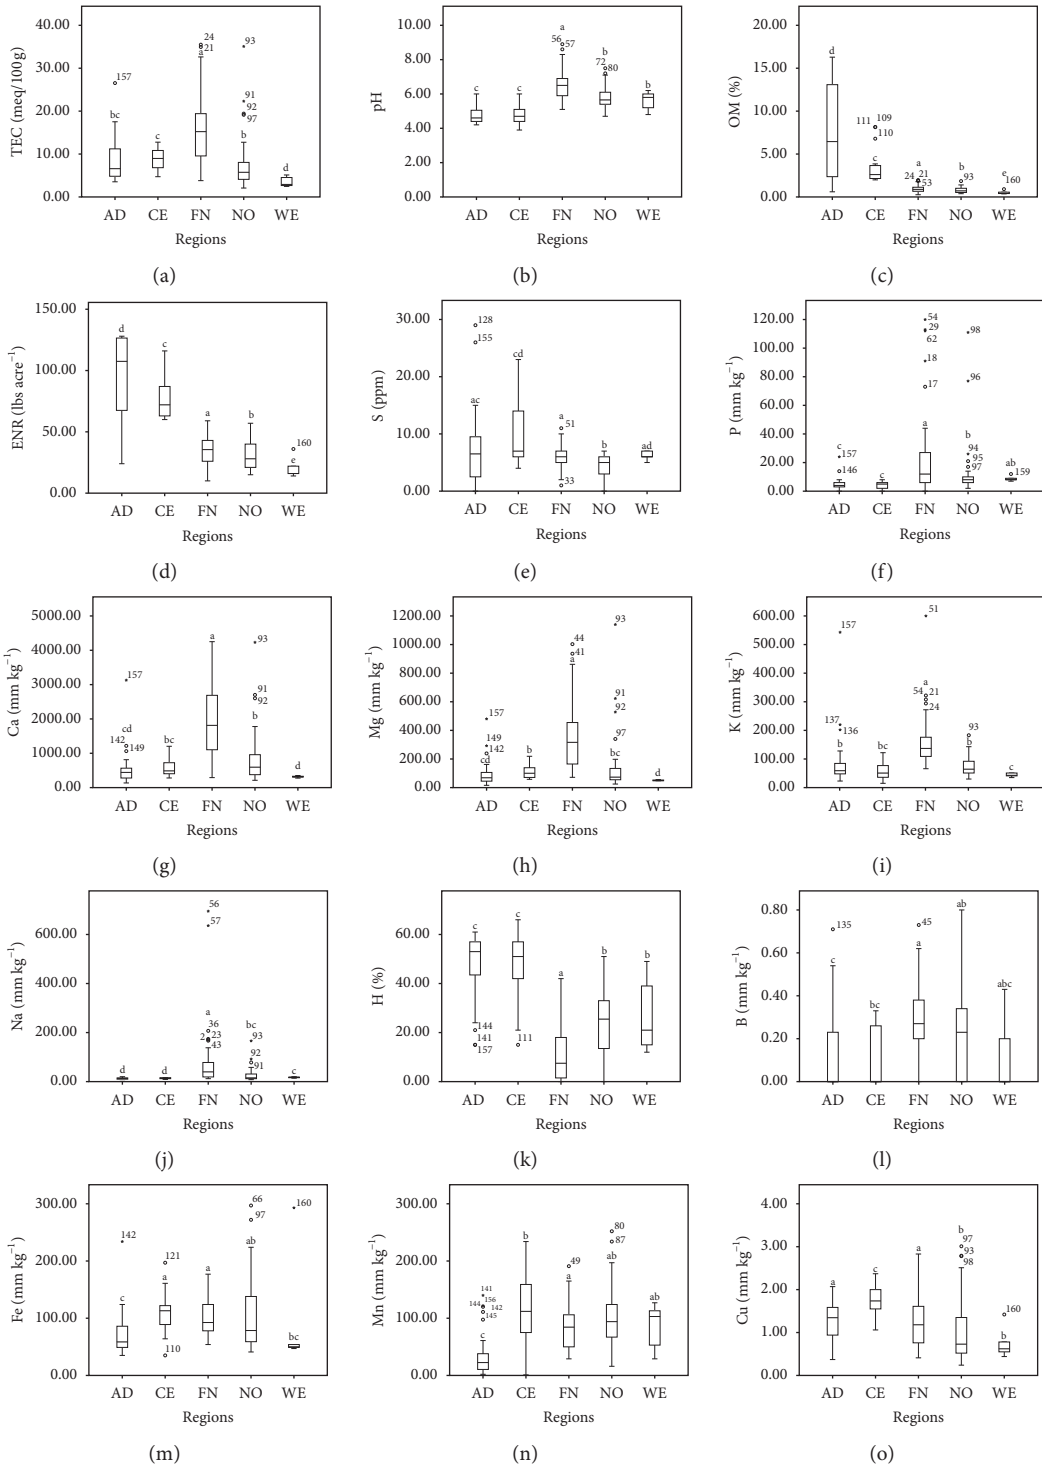 40.00
30.00
20.00
10.00
0.00
TEC (meq/100g)
157
bc
c
24
a
21
93
91
92
97
b
d
AD CE FN NO WE
Regions
(a)
8.00
6.00
4.00
2.00
0.00
pH
c
c
a
56 57
b
72
80
b
AD CE FN NO WE
Regions
(b)
20.00
15.00
10.00
5.00
0.00
OM (%)
d
111 109
110
c
a
24 21
53
b
93
e
160
AD CE FN NO WE
Regions
(c)
150.00
100.00
50.00
0.00
ENR (lbs acre−1)
d
c
a
b
160
e
AD CE FN NO WE
Regions
(d)
30.00
20.00
10.00
0.00
S (ppm)
128
155
ac
cd
a
51
33
b
ad
AD CE FN NO WE
Regions
(e)
120.00
100.00
80.00
60.00
40.00
20.00
0.00
P (mm kg−1)
c
157
146
c
54
29
62
18
17
a
98
96
b
94
95
97
ab
159
AD CE FN NO WE
Regions
(f)
5000.00
4000.00
3000.00
2000.00
1000.00
0.00
Ca (mm kg−1)
157
cd
142
149
bc
a
93
91
92
b
d
AD CE FN NO WE
Regions
(g)
1200.00
1000.00
800.00
600.00
400.00
200.00
0.00
Mg (mm kg−1)
157
149
142
cd
b
44
41
a
93
91
92
97
bc
d
AD CE FN NO WE
Regions
(h)
600.00
500.00
400.00
300.00
200.00
100.00
0.00
K (mm kg−1)
157
137
136
b
bc
51
a
54 21
24
93
b
c
AD CE FN NO WE
Regions
(i)
600.00
400.00
200.00
0.00
Na (mm kg−1)
d
d
56
57
a
36
2 23
43
bc
93
92
91
c
AD CE FN NO WE
Regions
(j)
60.00
40.00
20.00
0.00
H (%)
c
144
141
157
c
111
a
b
b
AD CE FN NO WE
Regions
(k)
0.80
0.60
0.40
0.20
0.00
B (mm kg−1)
135
c
bc
45
a
ab
abc
AD CE FN NO WE
Regions
(l)
300.00
200.00
100.00
0.00
Fe (mm kg−1)
142
c
121
a
110
a
66
97
ab
160
bc
AD CE FN NO WE
Regions
(m)
300.00
200.00
100.00
0.00
Mn (mm kg−1)
141
156
144 142
145
c
b
49
a
80
87
ab
ab
AD CE FN NO WE
Regions
(n)
4.00
3.00
2.00
1.00
0.00
Cu (mm kg−1)
a
c
a
b
97
93
98
160
b
AD CE FN NO WE
Regions
(o)